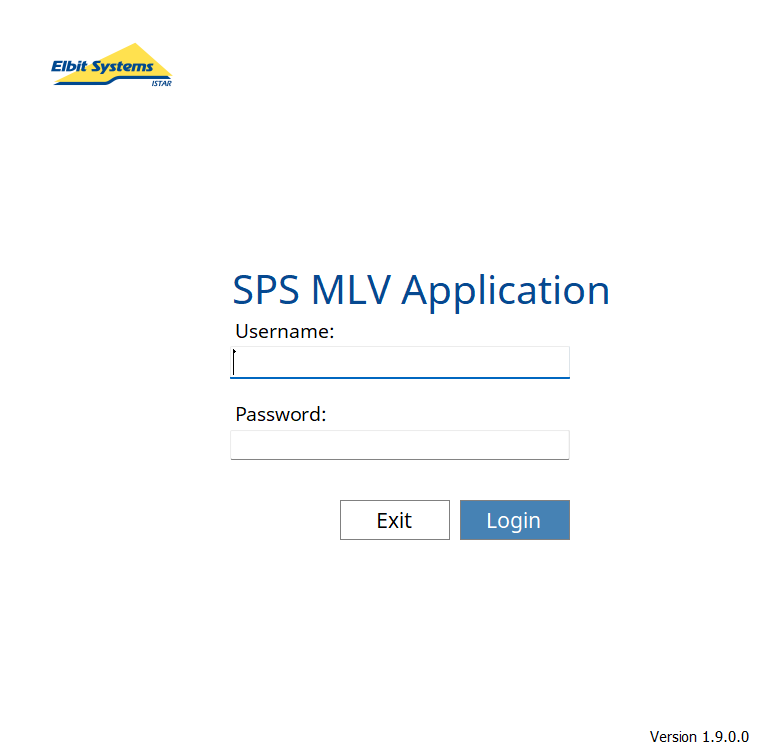 Elbit Systems
ISTAR
SPS MLV Application
Username:
Password:
Exit Login
Version 1.9.0.0